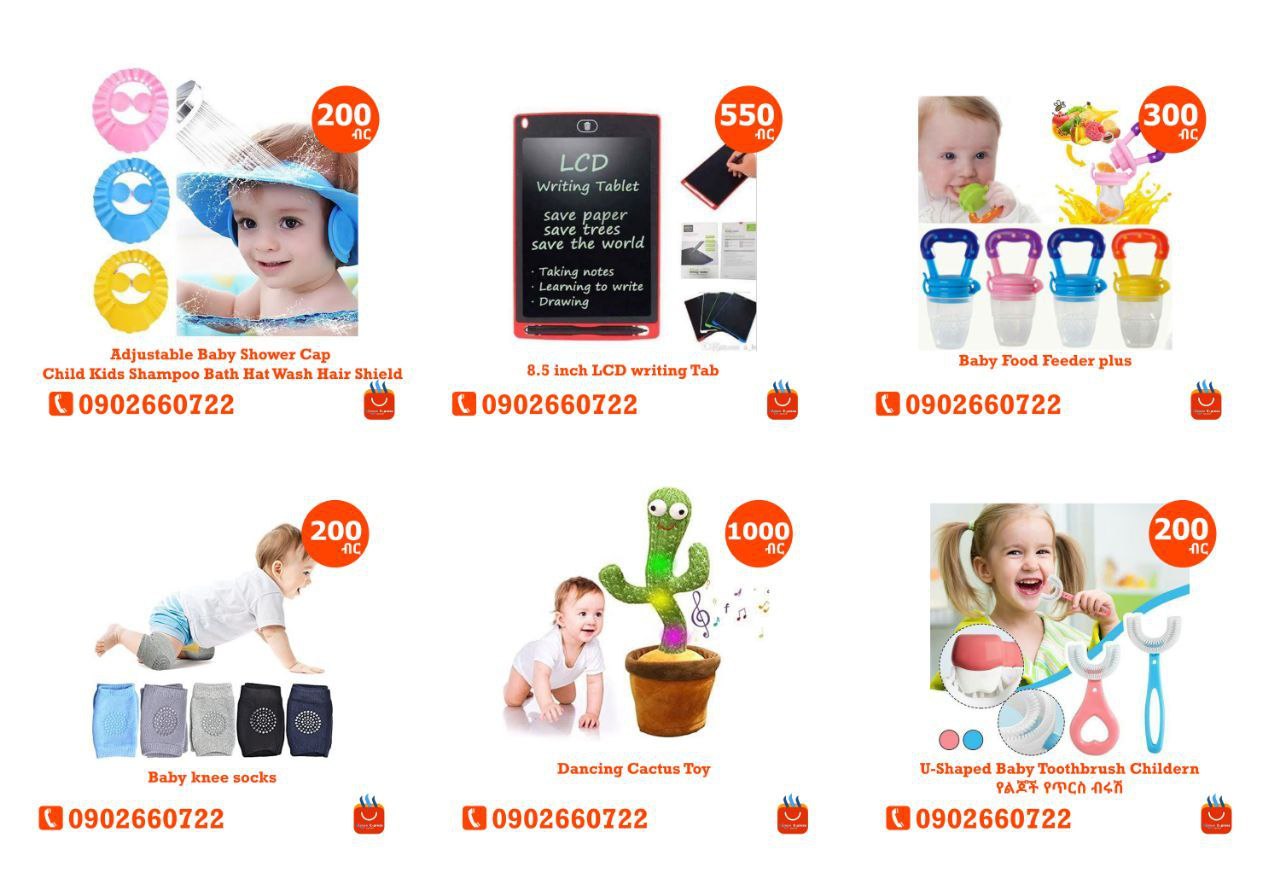 200
ብር
Adjustable Baby Shower Cap
Child Kids Shampoo Bath Hat Wash Hair Shield
0902660722
550
ብር
LCD
Writing Tablet
save paper
save trees
save the world
· Taking notes
· Learning to write
· Drawing
8.5 inch LCD writing Tab
0902660722
300
ብር
Baby Food Feeder plus
0902660722
200
ብር
Baby knee socks
0902660722
1000
ብር
Dancing Cactus Toy
0902660722
200
ብር
U-Shaped Baby Toothbrush Childern
የልጆች የጥርስ ብሩሽ
0902660722